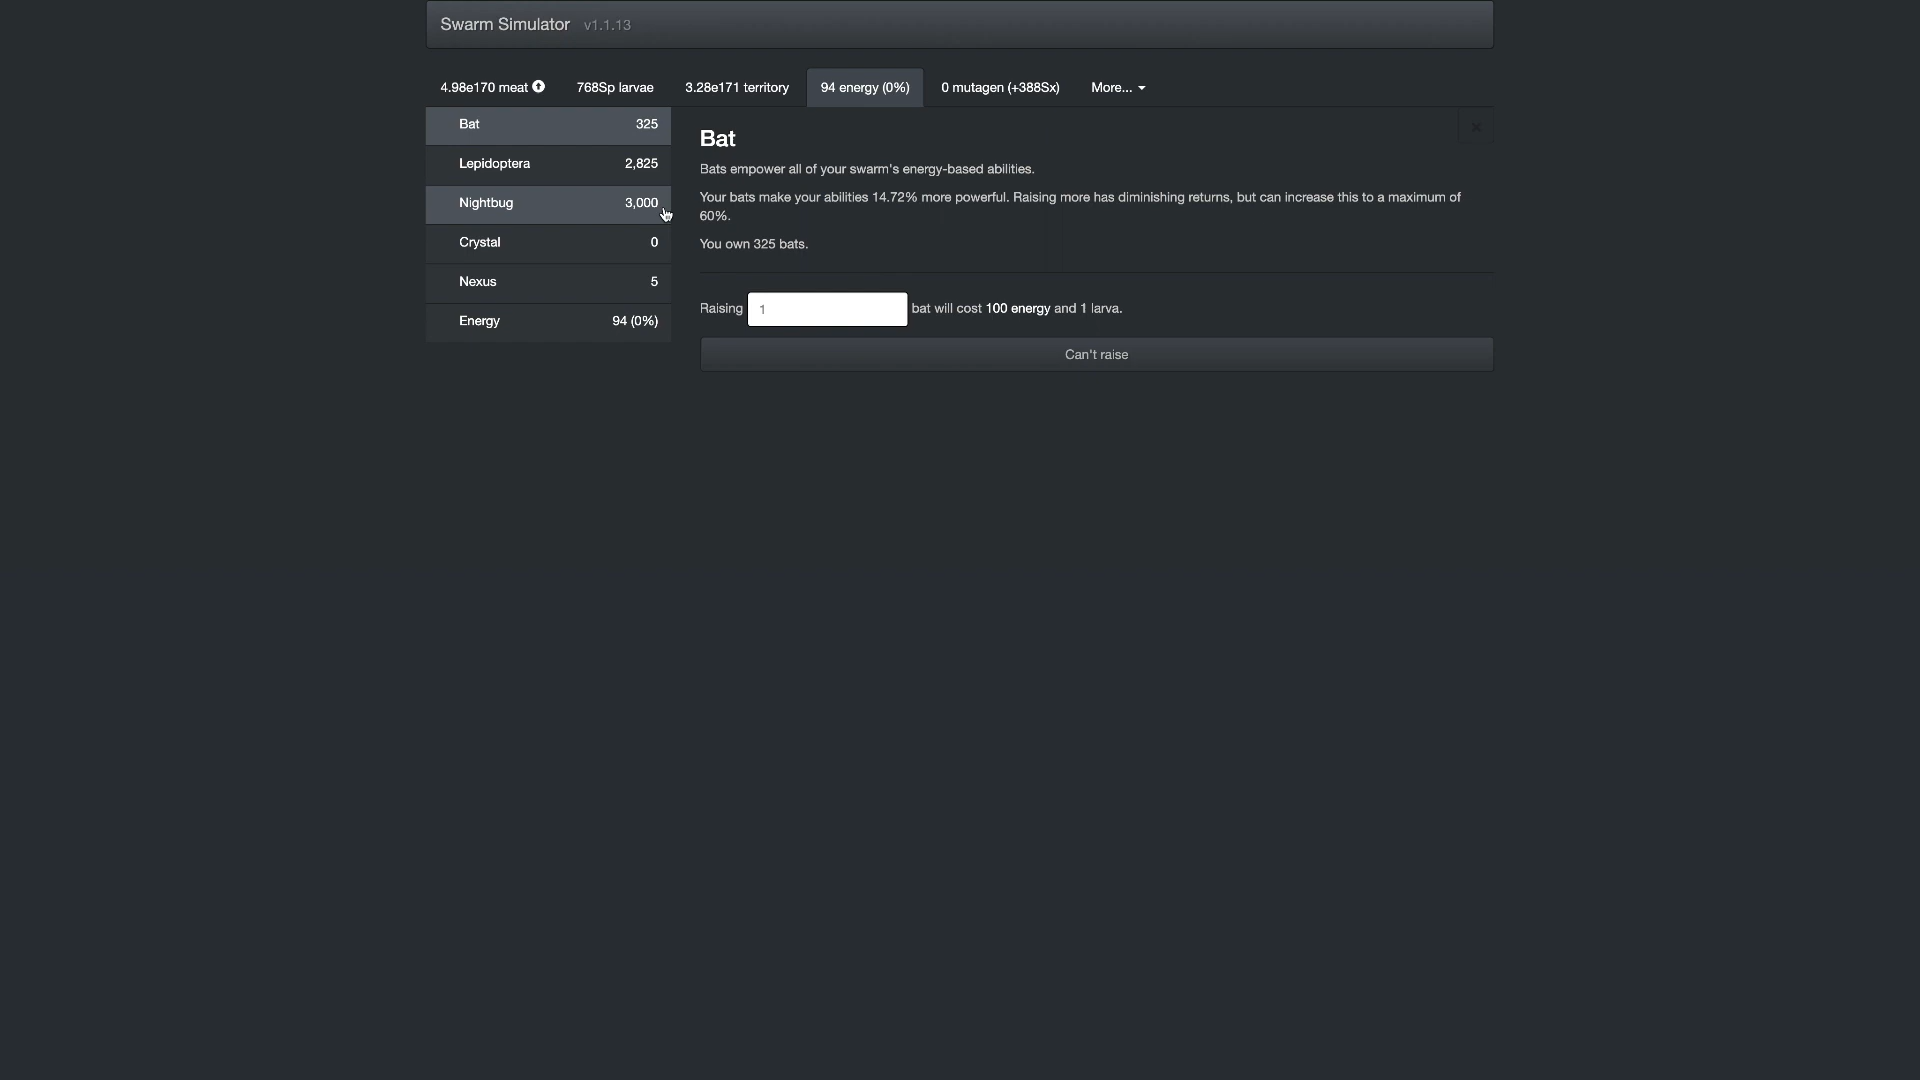 Swarm Simulator v1.1.13
4.98e170 meat 768Sp larvae 3.28e171 territory 94 energy (0%) 0 mutagen (+388Sx) More...
Bat 325
Lepidoptera 2,825
Nightbug 3,000
Crystal 0
Nexus 5
Energy 94 (0%)
Bat
Bats empower all of your swarm's energy-based abilities.
Your bats make your abilities 14.72% more powerful. Raising more has diminishing returns, but can increase this to a maximum of
60%.
You own 325 bats.
Raising 1 bat will cost 100 energy and 1 larva.
Can't raise